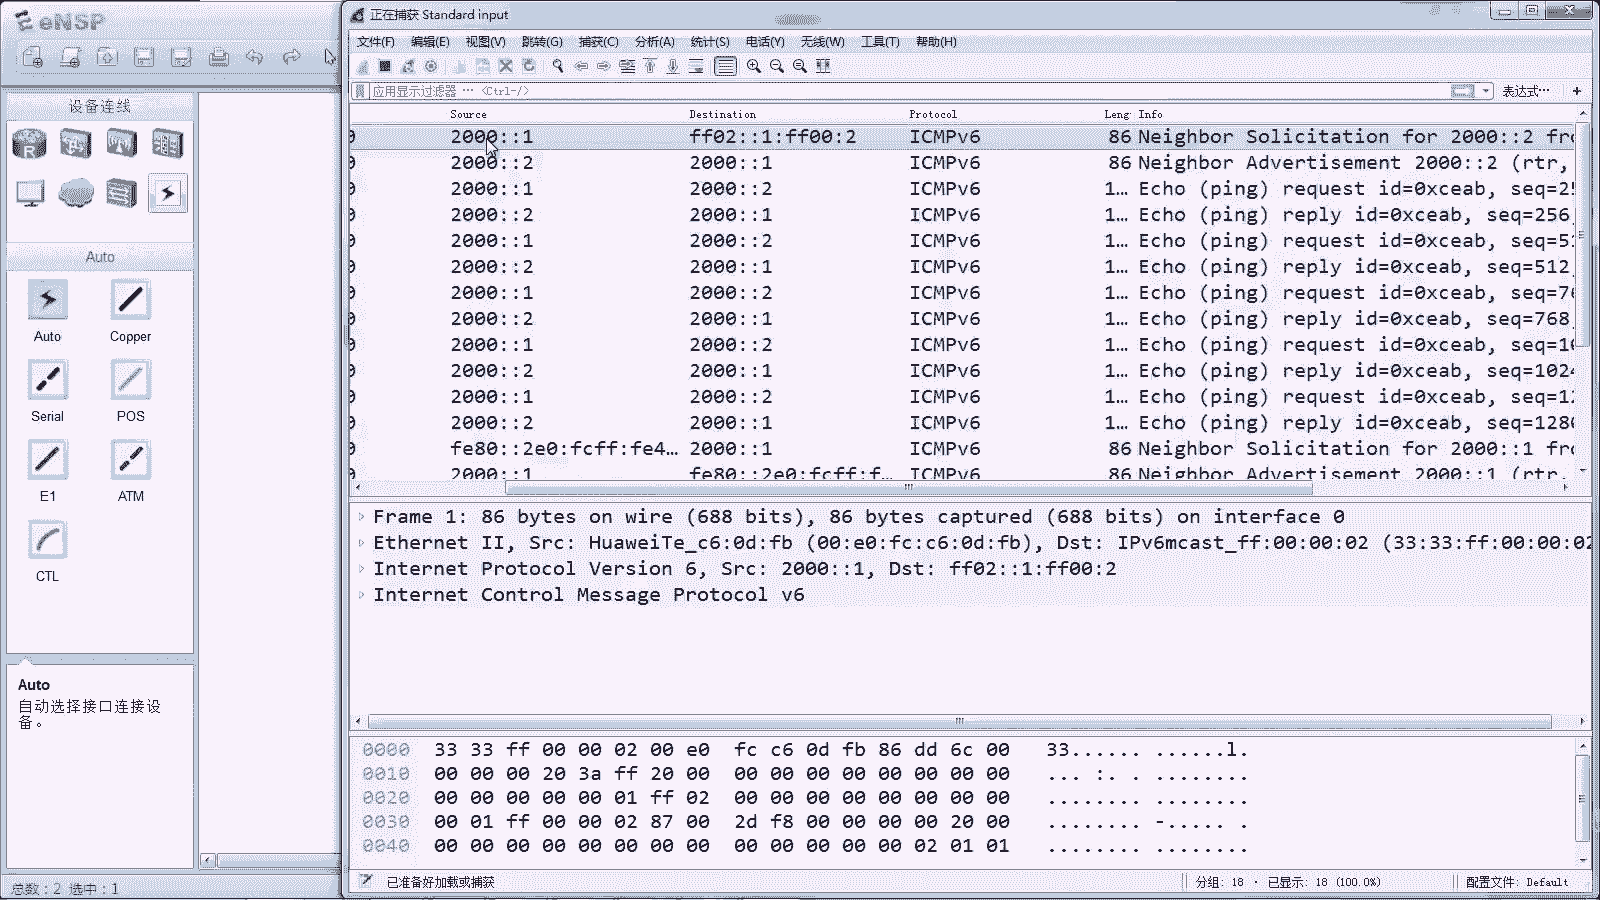 eNSP
设备连线
Auto
Auto
Copper
Serial
POS
E1
ATM
CTL
Auto
自动选择接口连接设
备。
总数：2 选中：1
正在捕获 Standard input
文件(F) 编辑(E) 视图(V) 跳转(G) 捕获(C) 分析(A) 统计(S) 电话(Y) 无线(W) 工具(T) 帮助(H)
应用显示过滤器 … <Ctrl-/> 表达式… +
Source Destination Protocol Leng Info
2000::1 ff02::1:ff00:2 ICMPv6 86 Neighbor Solicitation for 2000::2 fro
2000::2 2000::1 ICMPv6 86 Neighbor Advertisement 2000::2 (rtr,
2000::1 2000::2 ICMPv6 1… Echo (ping) request id=0xceab, seq=25
2000::2 2000::1 ICMPv6 1… Echo (ping) reply id=0xceab, seq=256,
2000::1 2000::2 ICMPv6 1… Echo (ping) request id=0xceab, seq=51
2000::2 2000::1 ICMPv6 1… Echo (ping) reply id=0xceab, seq=512,
2000::1 2000::2 ICMPv6 1… Echo (ping) request id=0xceab, seq=76
2000::2 2000::1 ICMPv6 1… Echo (ping) reply id=0xceab, seq=768,
2000::1 2000::2 ICMPv6 1… Echo (ping) request id=0xceab, seq=10
2000::2 2000::1 ICMPv6 1… Echo (ping) reply id=0xceab, seq=1024
2000::1 2000::2 ICMPv6 1… Echo (ping) request id=0xceab, seq=12
2000::2 2000::1 ICMPv6 1… Echo (ping) reply id=0xceab, seq=1280
fe80::2e0:fcff:fe4… 2000::1 ICMPv6 86 Neighbor Solicitation for 2000::1 fro
2000::1 fe80::2e0:fcff:f… ICMPv6 86 Neighbor Advertisement 2000::1 (rtr,
Frame 1: 86 bytes on wire (688 bits), 86 bytes captured (688 bits) on interface 0
Ethernet II, Src: HuaweiTe_c6:0d:fb (00:e0:fc:c6:0d:fb), Dst: IPv6mcast_ff:00:00:02 (33:33:ff:00:00:02
Internet Protocol Version 6, Src: 2000::1, Dst: ff02::1:ff00:2
Internet Control Message Protocol v6
0000 33 33 ff 00 00 02 00 e0 fc c6 0d fb 86 dd 6c 00 33...... ......l.
0010 00 00 00 20 3a ff 20 00 00 00 00 00 00 00 00 00 ... :. . ........
0020 00 00 00 00 00 01 ff 02 00 00 00 00 00 00 00 00 ........ ........
0030 00 01 ff 00 00 02 87 00 2d f8 00 00 00 00 20 00 ........ -..... .
0040 00 00 00 00 00 00 00 00 00 00 00 00 00 02 01 01 ........ ........
已准备好加载或捕获 分组: 18 · 已显示: 18 (100.0%) 配置文件: Default